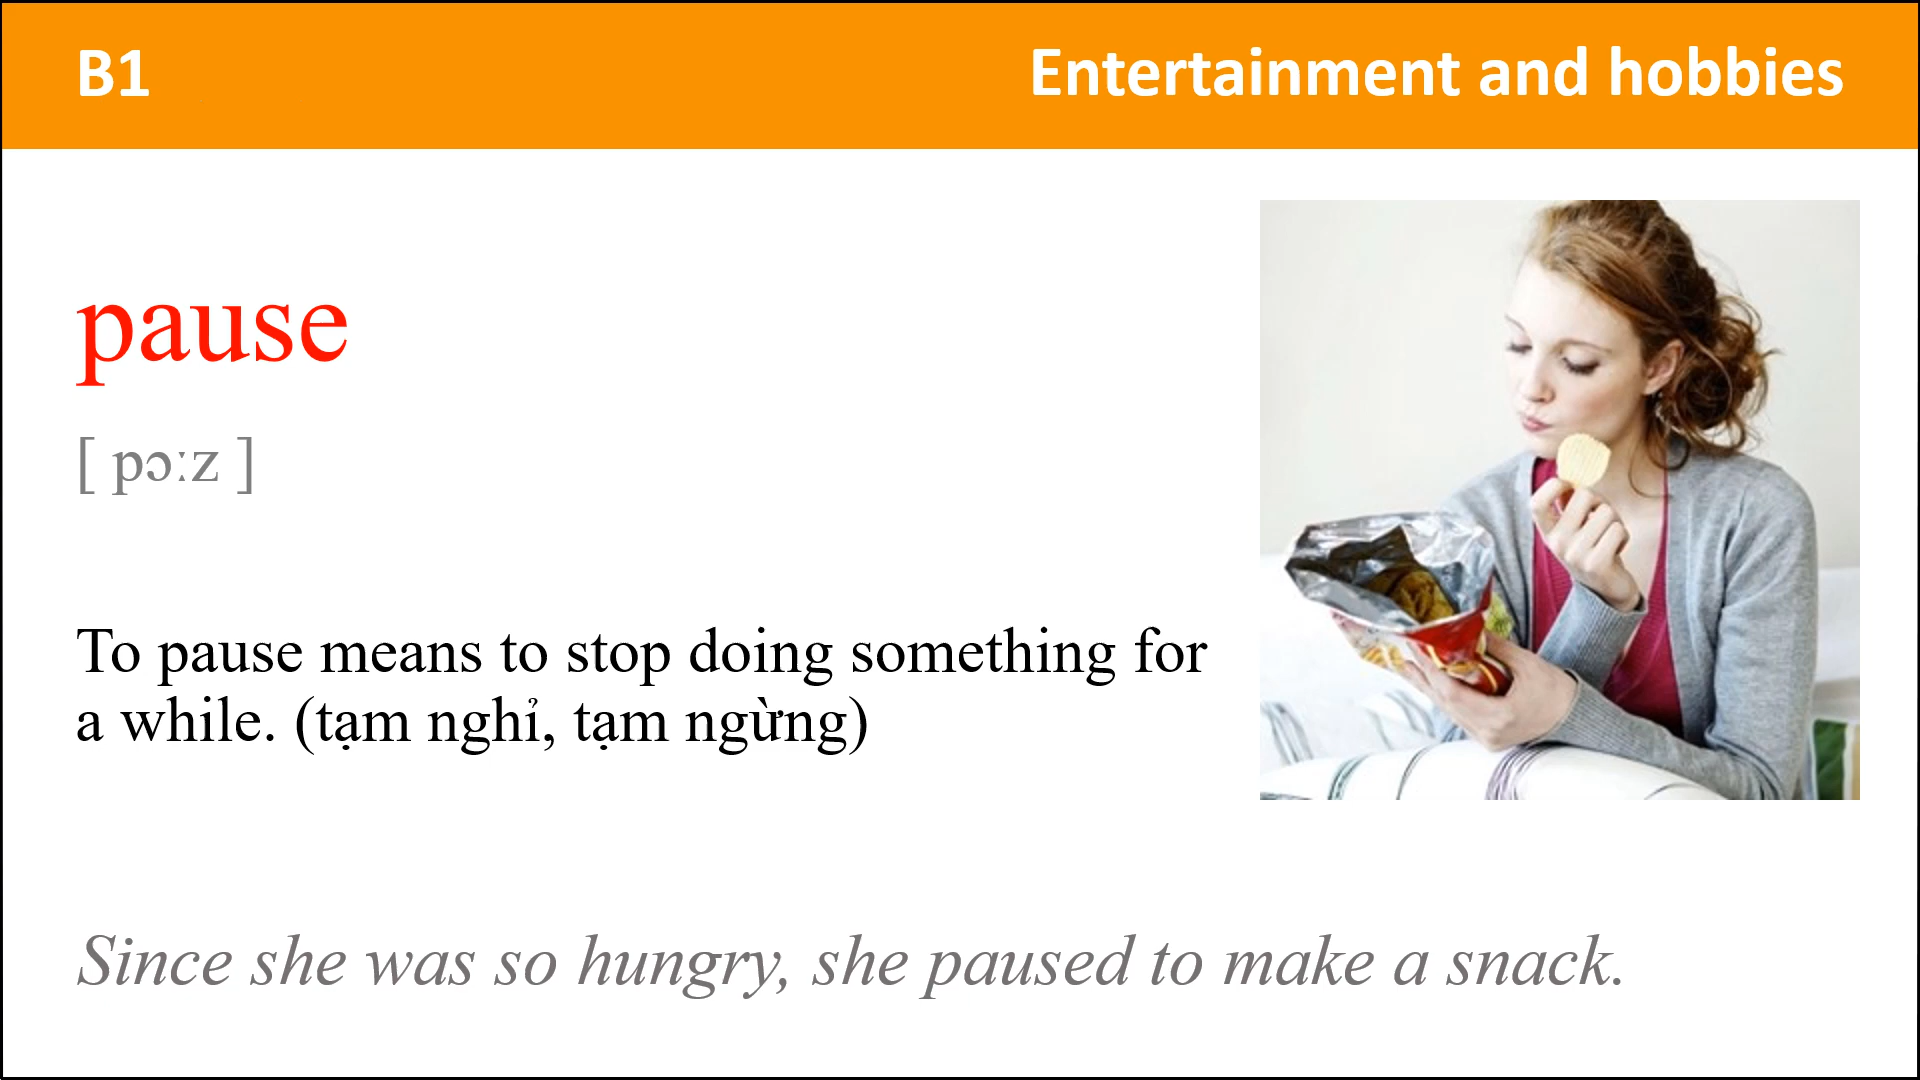 B1
Entertainment and hobbies
pause
[ pɔːz ]
To pause means to stop doing something for
a while. (tạm nghỉ, tạm ngừng)
Since she was so hungry, she paused to make a snack.